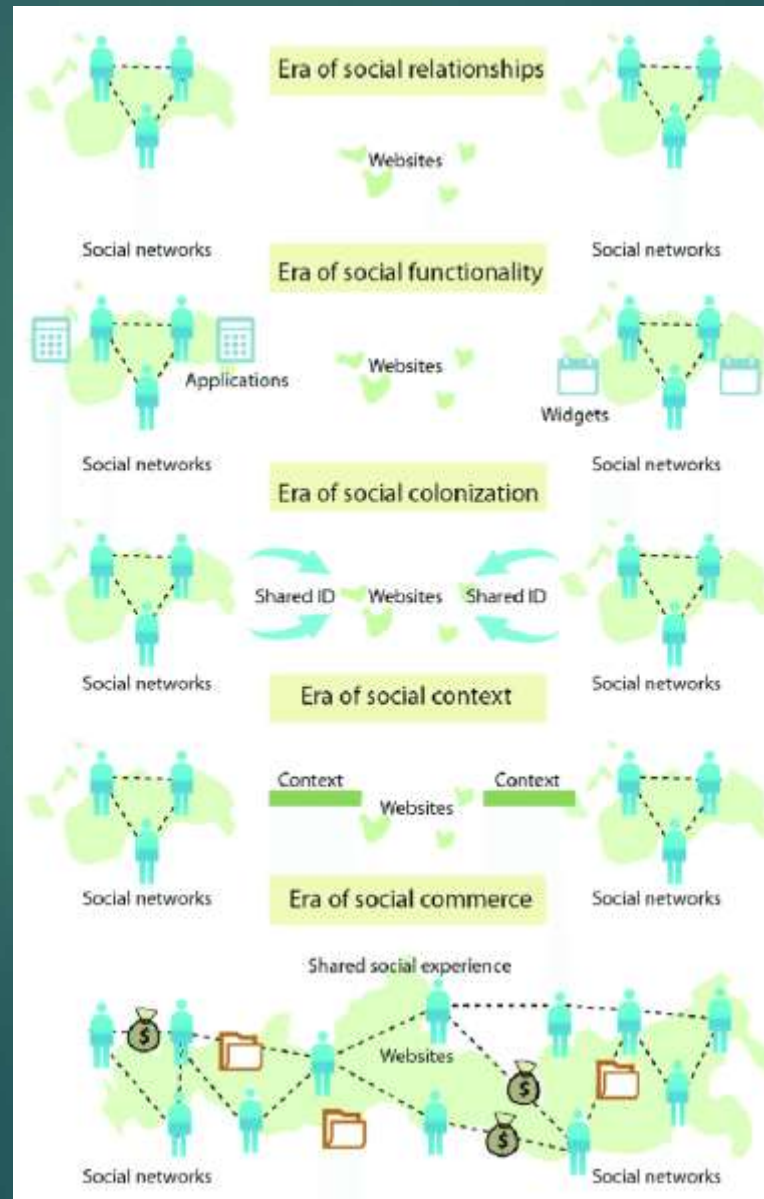 Era of social relationships
Websites
Social networks
Social networks
Era of social functionality
Websites
Applications
Widgets
Social networks
Social networks
Era of social colonization
Shared ID
Websites
Shared ID
Social networks
Social networks
Era of social context
Context
Context
Websites
Social networks
Social networks
Era of social commerce
Shared social experience
$
Websites
$
$
Social networks
Social networks